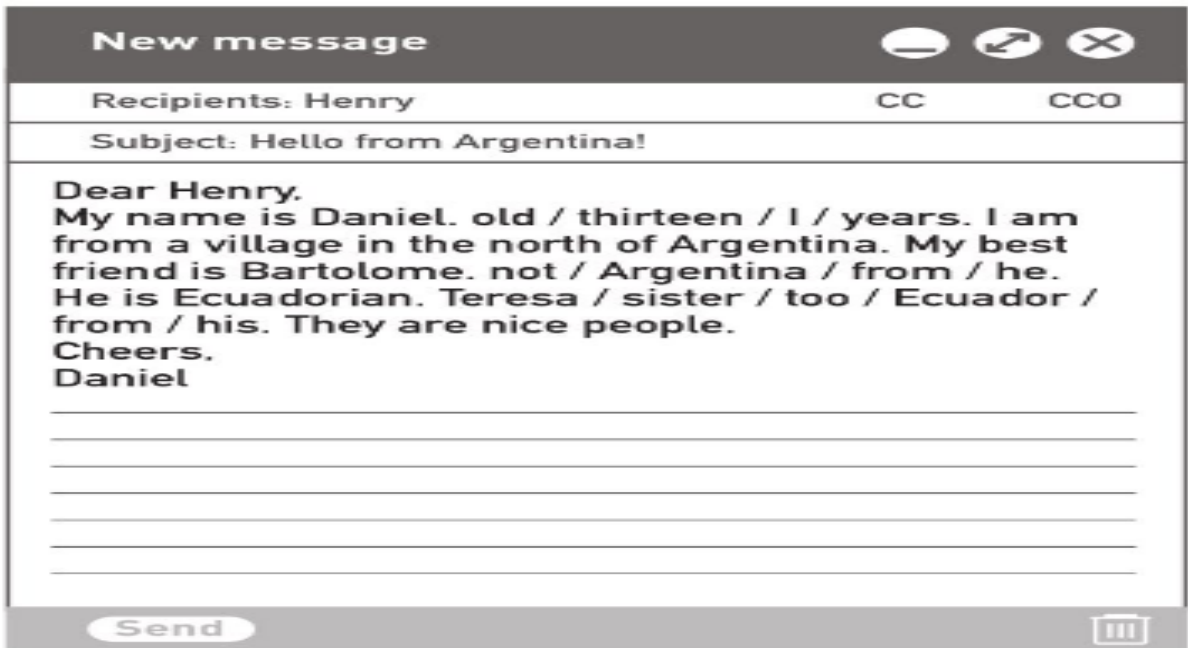 New message
Recipients: Henry CC CCO
Subject: Hello from Argentina!
Dear Henry,
My name is Daniel. old / thirteen / I / years. I am
from a village in the north of Argentina. My best
friend is Bartolome. not / Argentina / from / he.
He is Ecuadorian. Teresa / sister / too / Ecuador /
from / his. They are nice people.
Cheers,
Daniel
Send